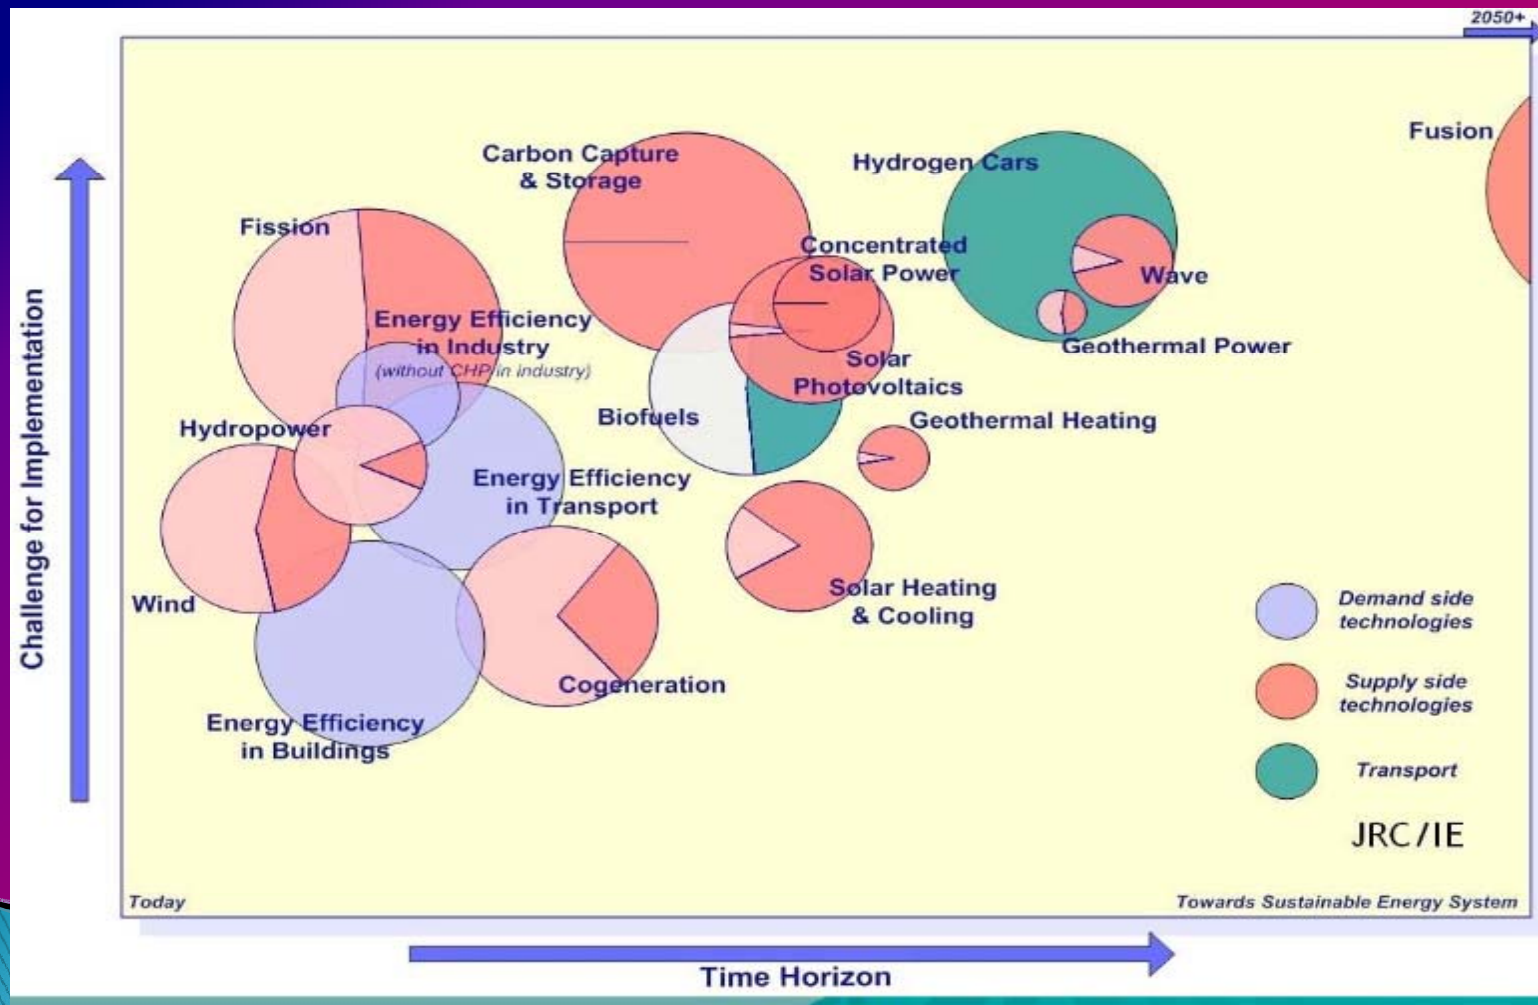 2050+
Fusion
Carbon Capture
& Storage
Hydrogen Cars
Fission
Concentrated
Solar Power
Wave
Energy Efficiency
in Industry
(without CHP in industry)
Geothermal Power
Solar
Photovoltaics
Biofuels
Geothermal Heating
Hydropower
Energy Efficiency
in Transport
Wind
Solar Heating
& Cooling
Cogeneration
Energy Efficiency
in Buildings
Demand side
technologies
Supply side
technologies
Transport
JRC/IE
Challenge for Implementation
Today
Towards Sustainable Energy System
Time Horizon